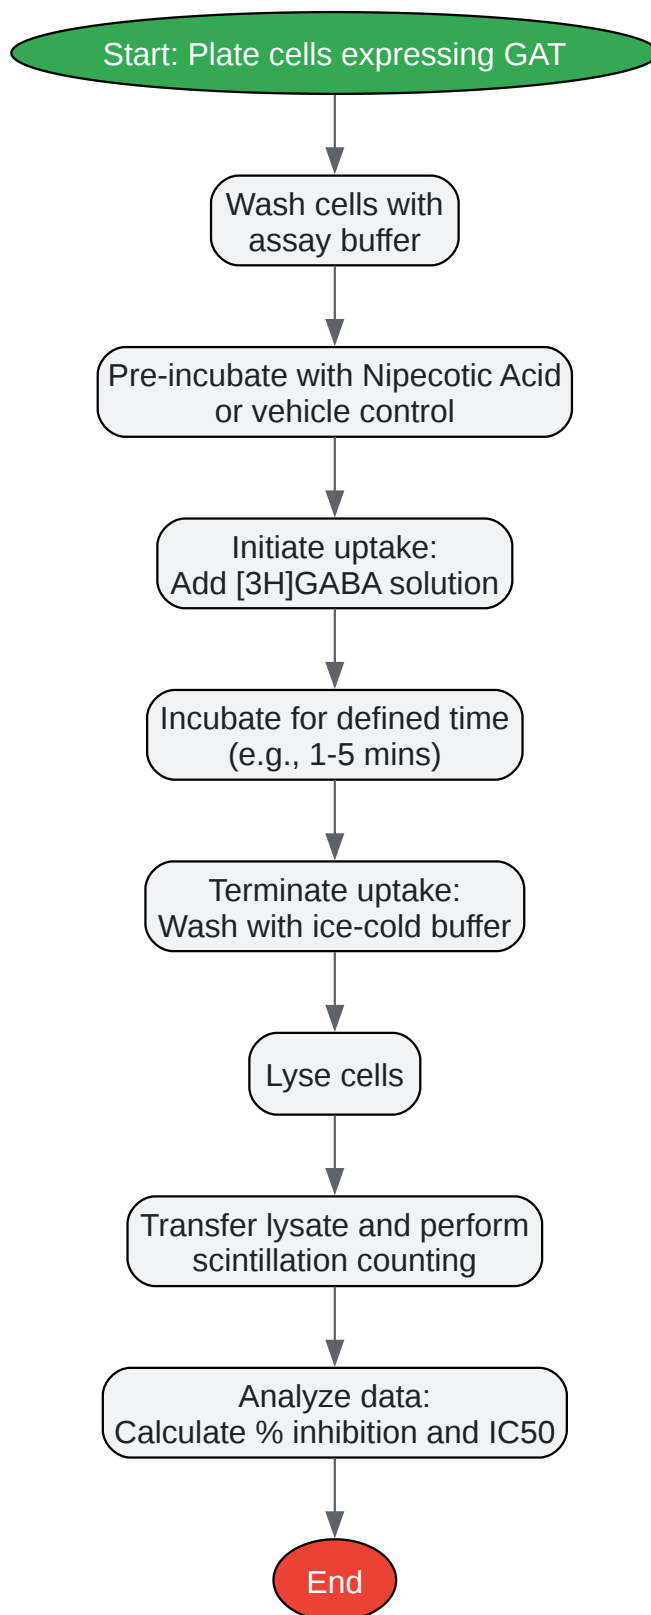 Start: Plate cells expressing GAT
Wash cells with
assay buffer
Pre-incubate with Nipecotic Acid
or vehicle control
Initiate uptake:
Add [3H]GABA solution
Incubate for defined time
(e.g., 1-5 mins)
Terminate uptake:
Wash with ice-cold buffer
Lyse cells
Transfer lysate and perform
scintillation counting
Analyze data:
Calculate % inhibition and IC50
End